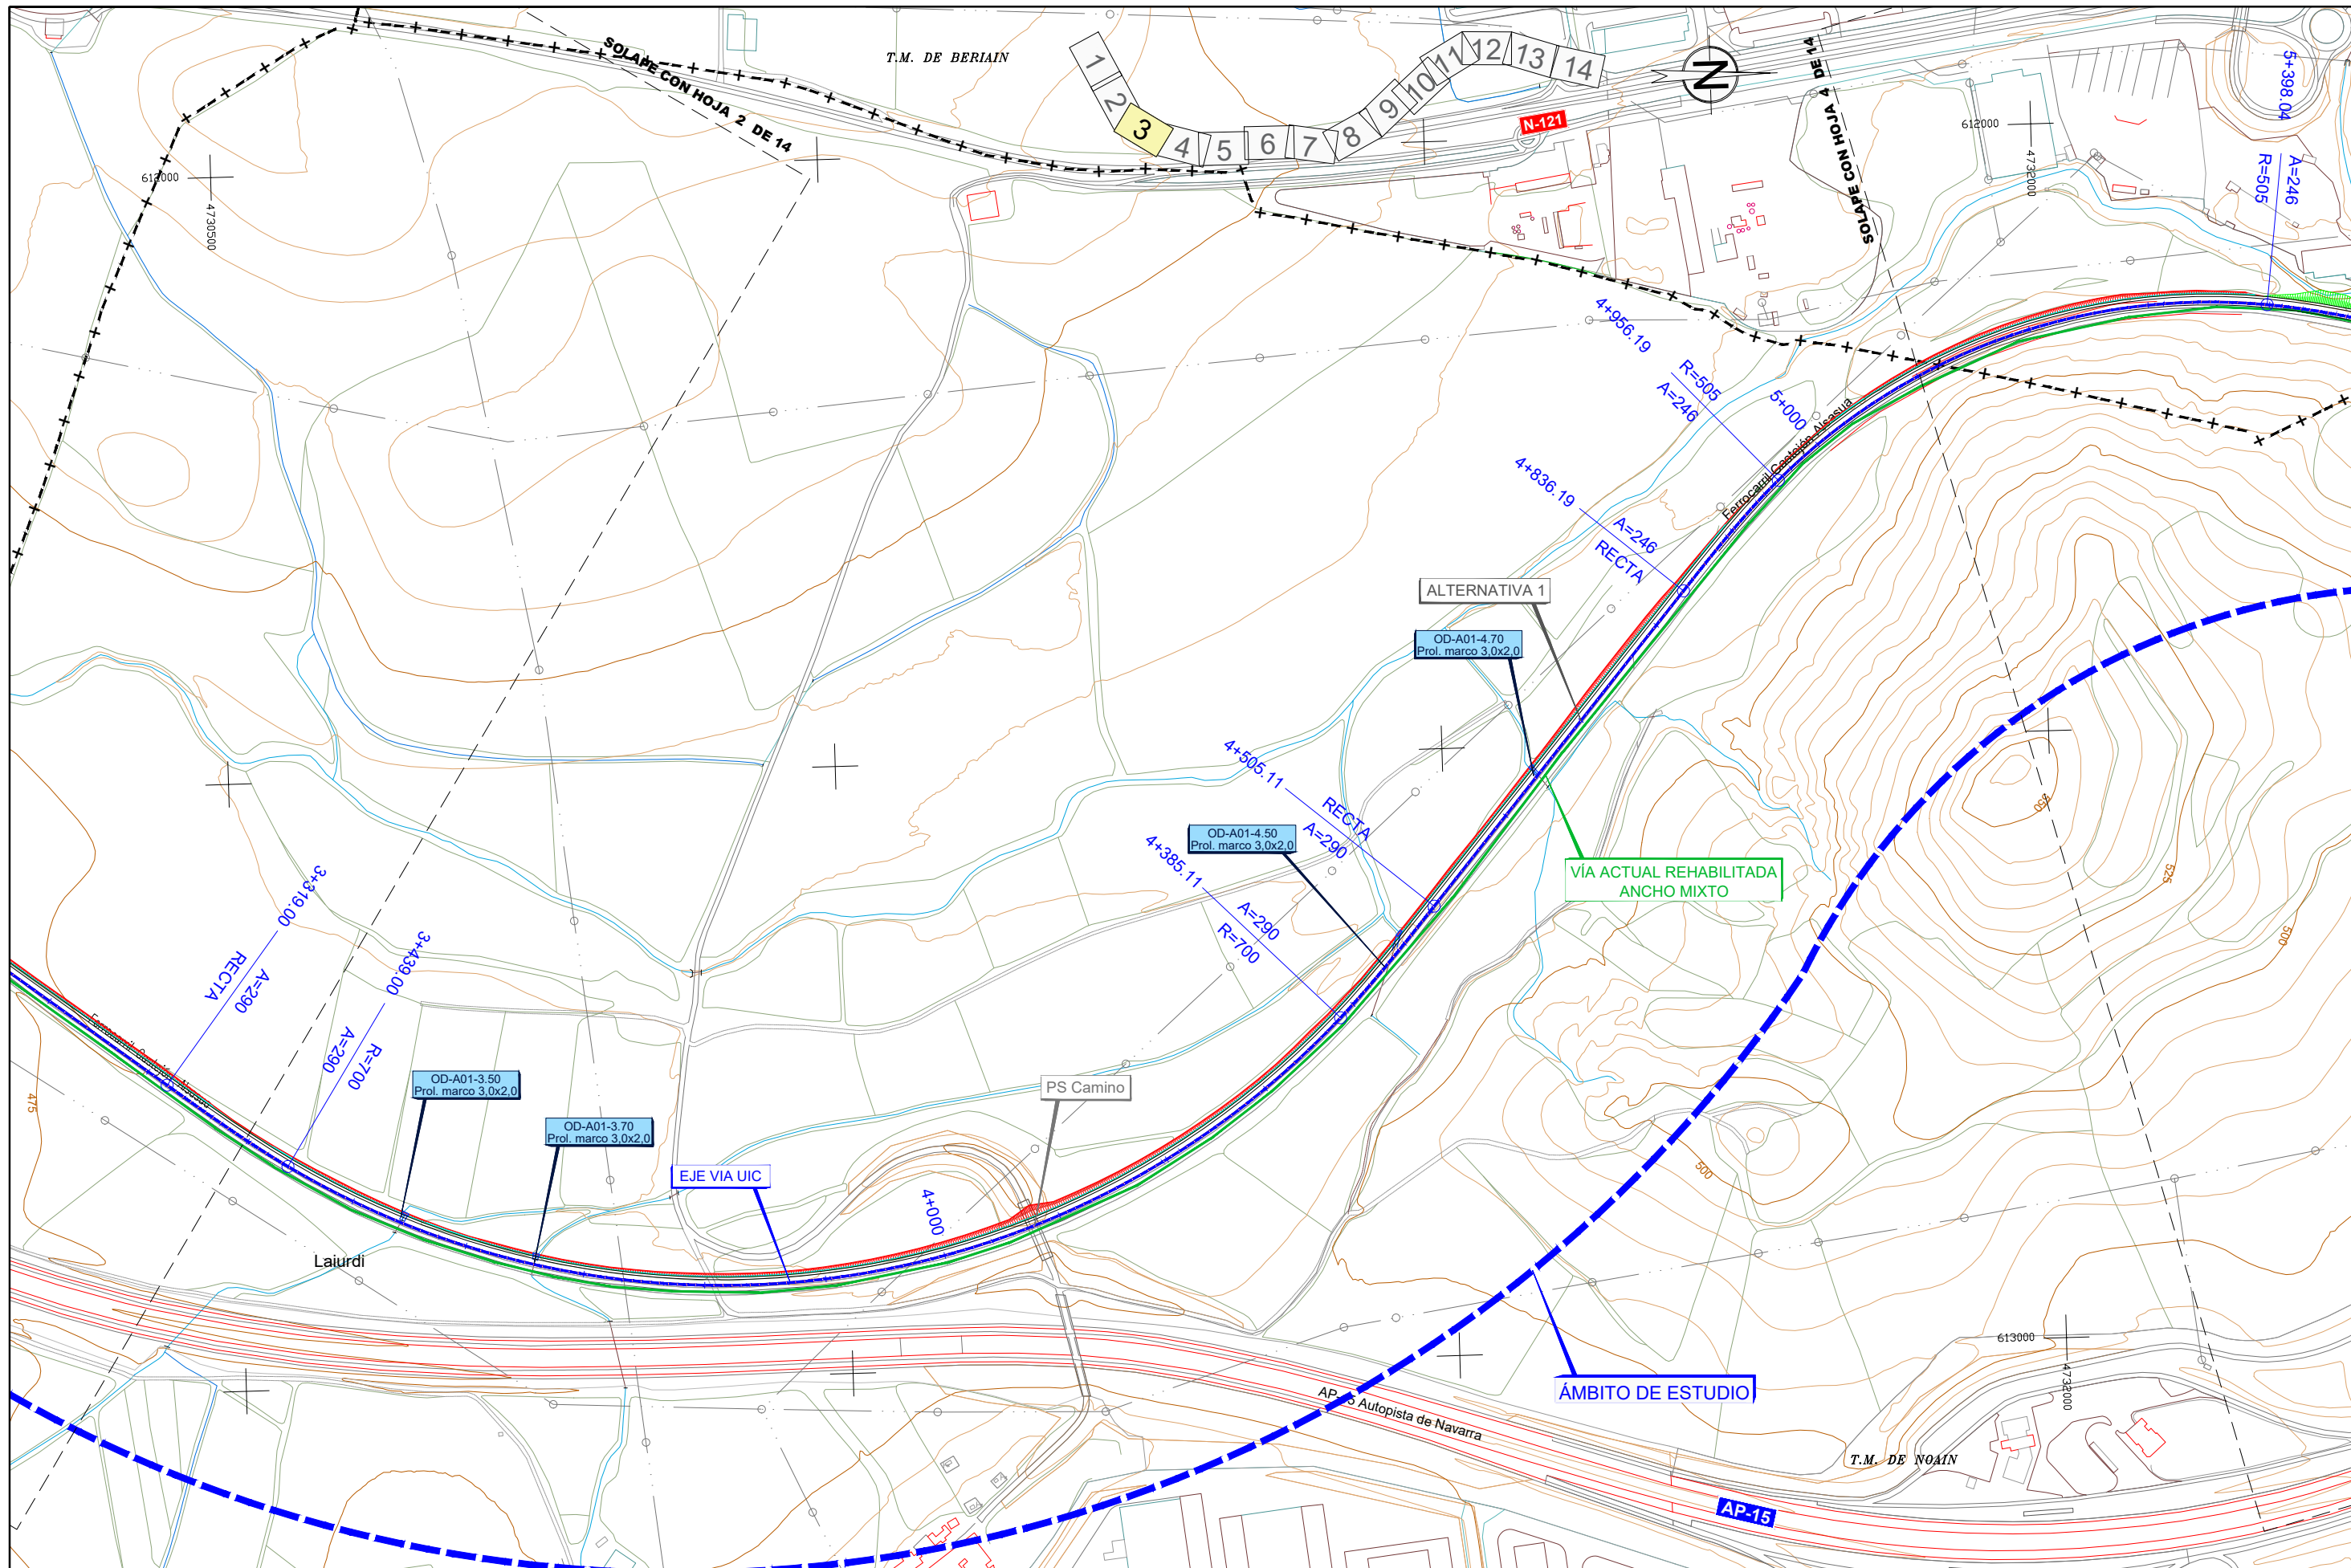 T.M. DE BERIAIN
SOLAPE CON HOJA 2 DE 14
1
2
3
4
5
6
7
8
9
10
11
12
13
14
N
N-121
SOLAPE CON HOJA 4 DE 14
612000
4732000
5+398.04
A=246
R=505
612000
4730500
4+956.19
R=505
A=246
5+000
Ferrocarril Castejón-Alsasua
4+836.19
A=246
RECTA
ALTERNATIVA 1
OD-A01-4.70
Prol. marco 3,0x2,0
4+505.11
RECTA
A=290
OD-A01-4.50
Prol. marco 3,0x2,0
4+385.11
A=290
R=700
VÍA ACTUAL REHABILITADA
ANCHO MIXTO
550
525
500
500
3+319.00
RECTA
A=290
3+439.00
A=290
R=700
475
OD-A01-3.50
Prol. marco 3,0x2,0
OD-A01-3.70
Prol. marco 3,0x2,0
EJE VIA UIC
PS Camino
4+000
Laiurdi
ÁMBITO DE ESTUDIO
AP-15 Autopista de Navarra
613000
4732000
T.M. DE NOAIN
AP-15